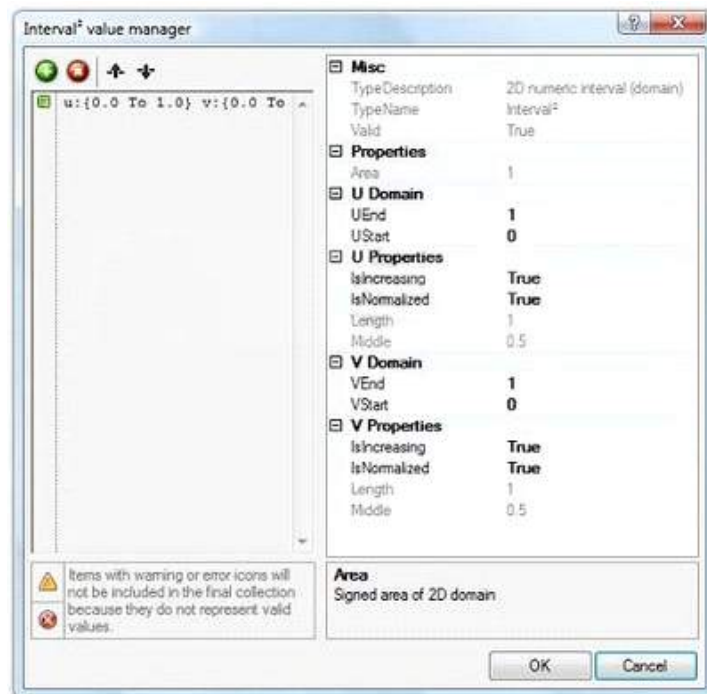 Interval² value manager
u:{0.0 To 1.0} v:{0.0 To
Misc
TypeDescription 2D numeric interval (domain)
TypeName Interval²
Valid True
Properties
Area 1
U Domain
UEnd 1
UStart 0
U Properties
IsIncreasing True
IsNormalized True
Length 1
Middle 0.5
V Domain
VEnd 1
VStart 0
V Properties
IsIncreasing True
IsNormalized True
Length 1
Middle 0.5
Items with warning or error icons will
not be included in the final collection
because they do not represent valid
values.
Area
Signed area of 2D domain
OK Cancel